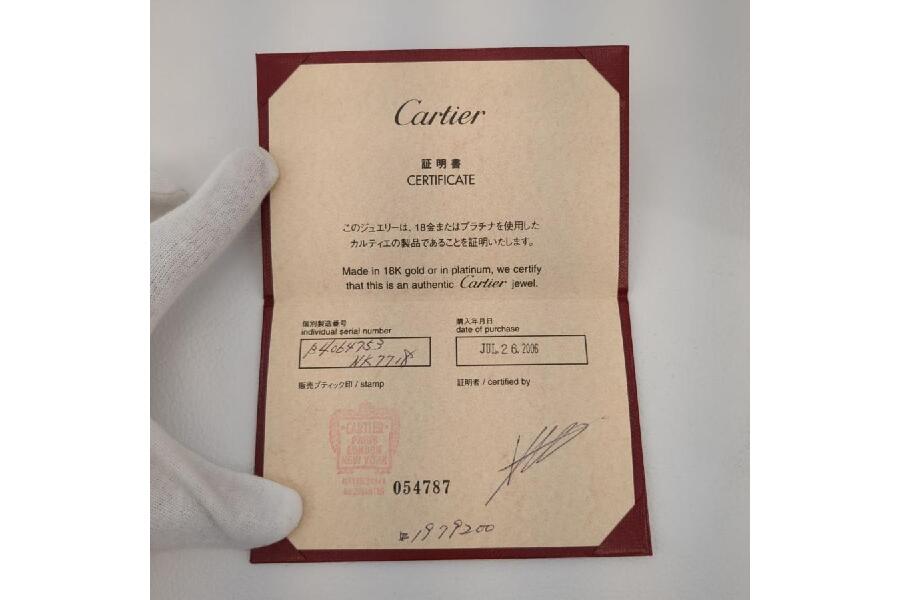 Cartier
証明書
CERTIFICATE
このジュエリーは、18金またはプラチナを使用した
カルティエの製品であることを証明いたします。
Made in 18K gold or in platinum, we certify
that this is an authentic Cartier jewel.
個別製造番号
individual serial number
B4064753
NK7718
購入年月日
date of purchase
JUL. 26. 2006
販売ブティック印 / stamp
証明者 / certified by
CARTIER
PARIS
LONDON
NEW YORK
054787
1979200